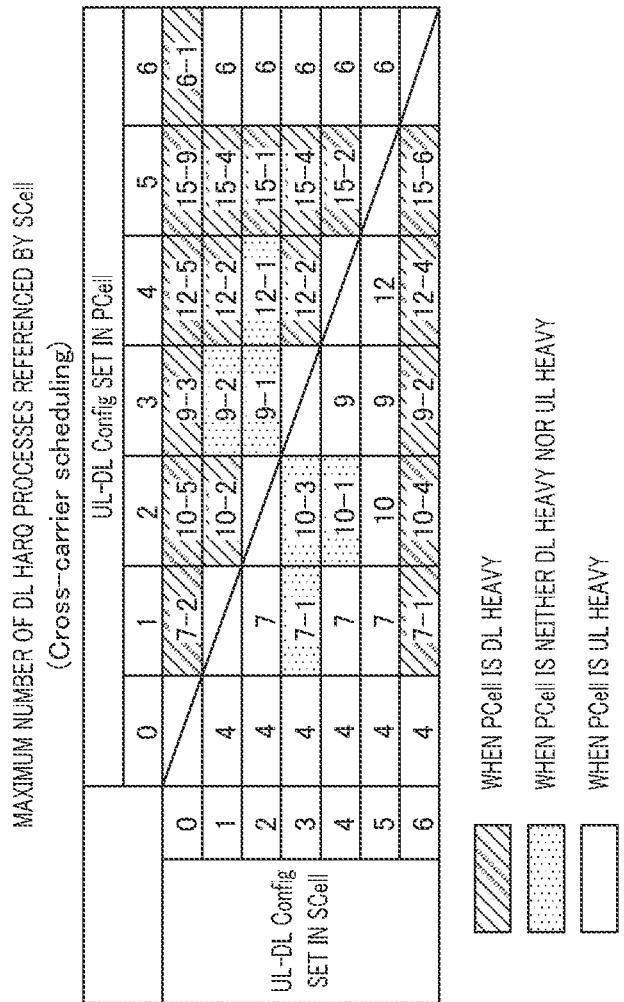 MAXIMUM NUMBER OF DL HARQ PROCESSES REFERENCED BY SCell
(Cross-carrier scheduling)
UL-DL Config SET IN PCell
0 1 2 3 4 5 6
UL-DL Config
SET IN SCell
0 7-2 10-5 9-3 12-5 15-9 6-1
1 4 10-2 9-2 12-2 15-4 6
2 4 7 9-1 12-1 15-1 6
3 4 7-1 10-3 12-2 15-4 6
4 4 7 10-1 9 15-2 6
5 4 7 10 9 12 6
6 4 7-1 10-4 9-2 12-4 15-6
WHEN PCell IS DL HEAVY
WHEN PCell IS NEITHER DL HEAVY NOR UL HEAVY
WHEN PCell IS UL HEAVY